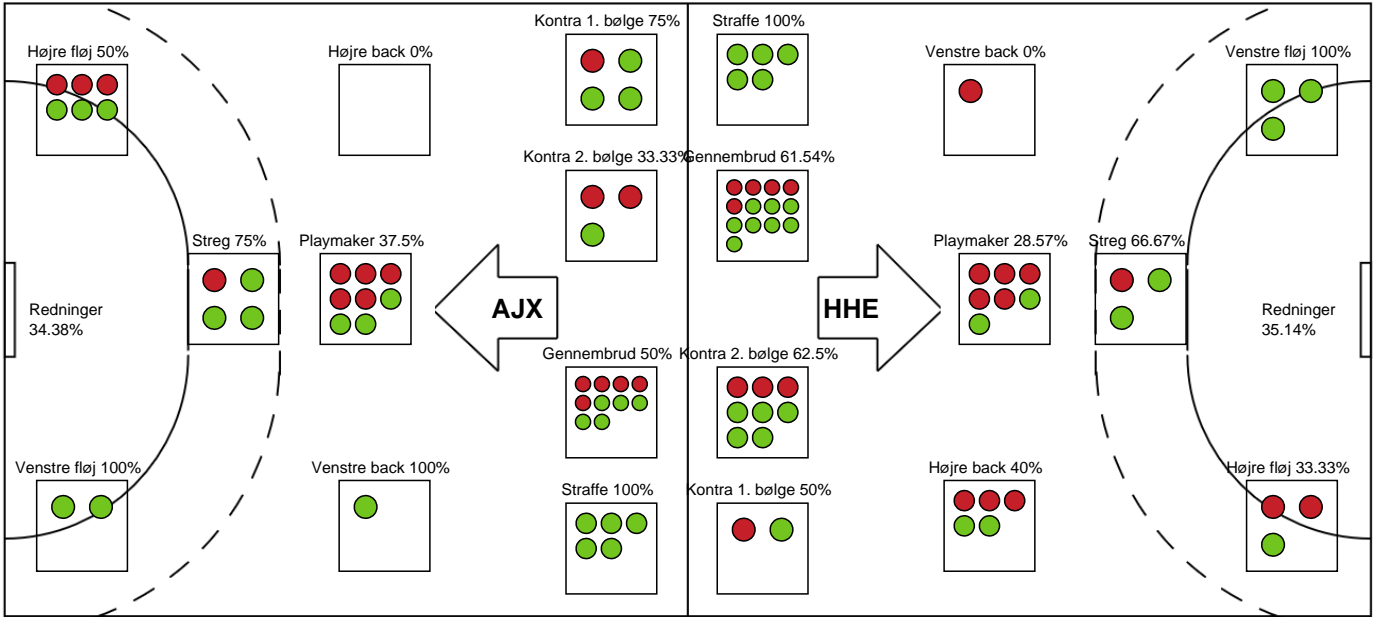 Kontra 1. bølge 75%
Straffe 100%
Højre fløj 50%
Højre back 0%
Venstre back 0%
Venstre fløj 100%
Kontra 2. bølge 33.33%
Gennembrud 61.54%
Streg 75%
Playmaker 37.5%
Playmaker 28.57%
Streg 66.67%
Redninger
34.38%
AJX
HHE
Redninger
35.14%
Gennembrud 50%
Kontra 2. bølge 62.5%
Venstre fløj 100%
Venstre back 100%
Højre back 40%
Højre fløj 33.33%
Straffe 100%
Kontra 1. bølge 50%